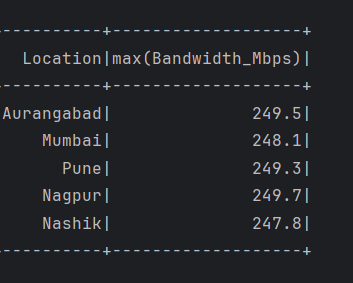 ----------+-------------------+
Location|max(Bandwidth_Mbps)|
----------+-------------------+
Aurangabad|              249.5|
Mumbai|              248.1|
Pune|              249.3|
Nagpur|              249.7|
Nashik|              247.8|
----------+-------------------+